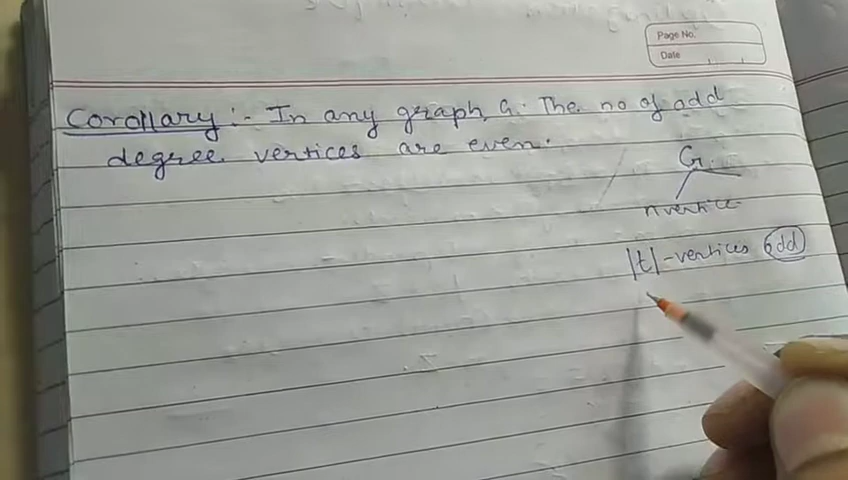 Page No.
Date
Corollary :- In any graph G. The no of odd
degree vertices are even.
G.
n vertice
|t| - vertices odd